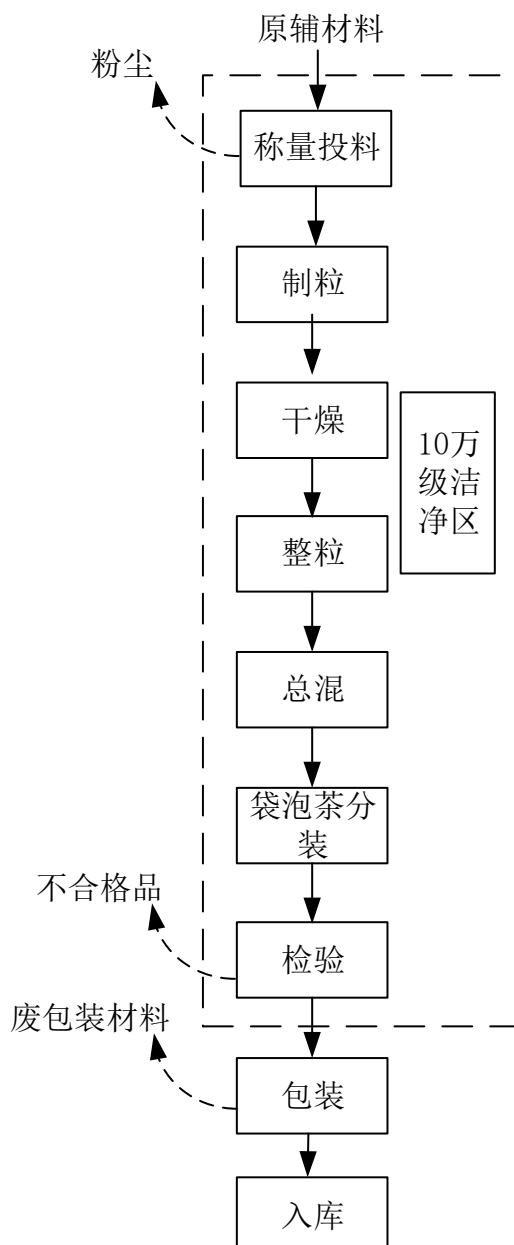 原辅材料
粉尘
称量投料
制粒
干燥
10万
级洁
净区
整粒
总混
袋泡茶分
装
不合格品
检验
废包装材料
包装
入库